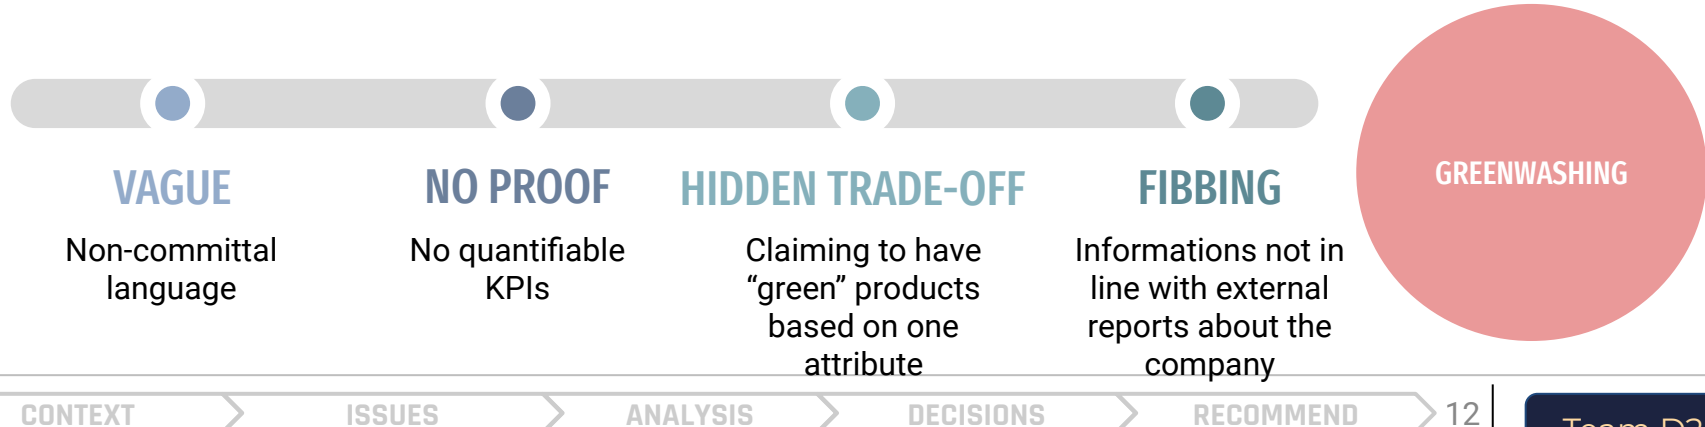 VAGUE
Non-committal
language
NO PROOF
No quantifiable
KPIs
HIDDEN TRADE-OFF
Claiming to have
“green” products
based on one
attribute
FIBBING
Informations not in
line with external
reports about the
company
GREENWASHING
CONTEXT
ISSUES
ANALYSIS
DECISIONS
RECOMMEND
12
Team